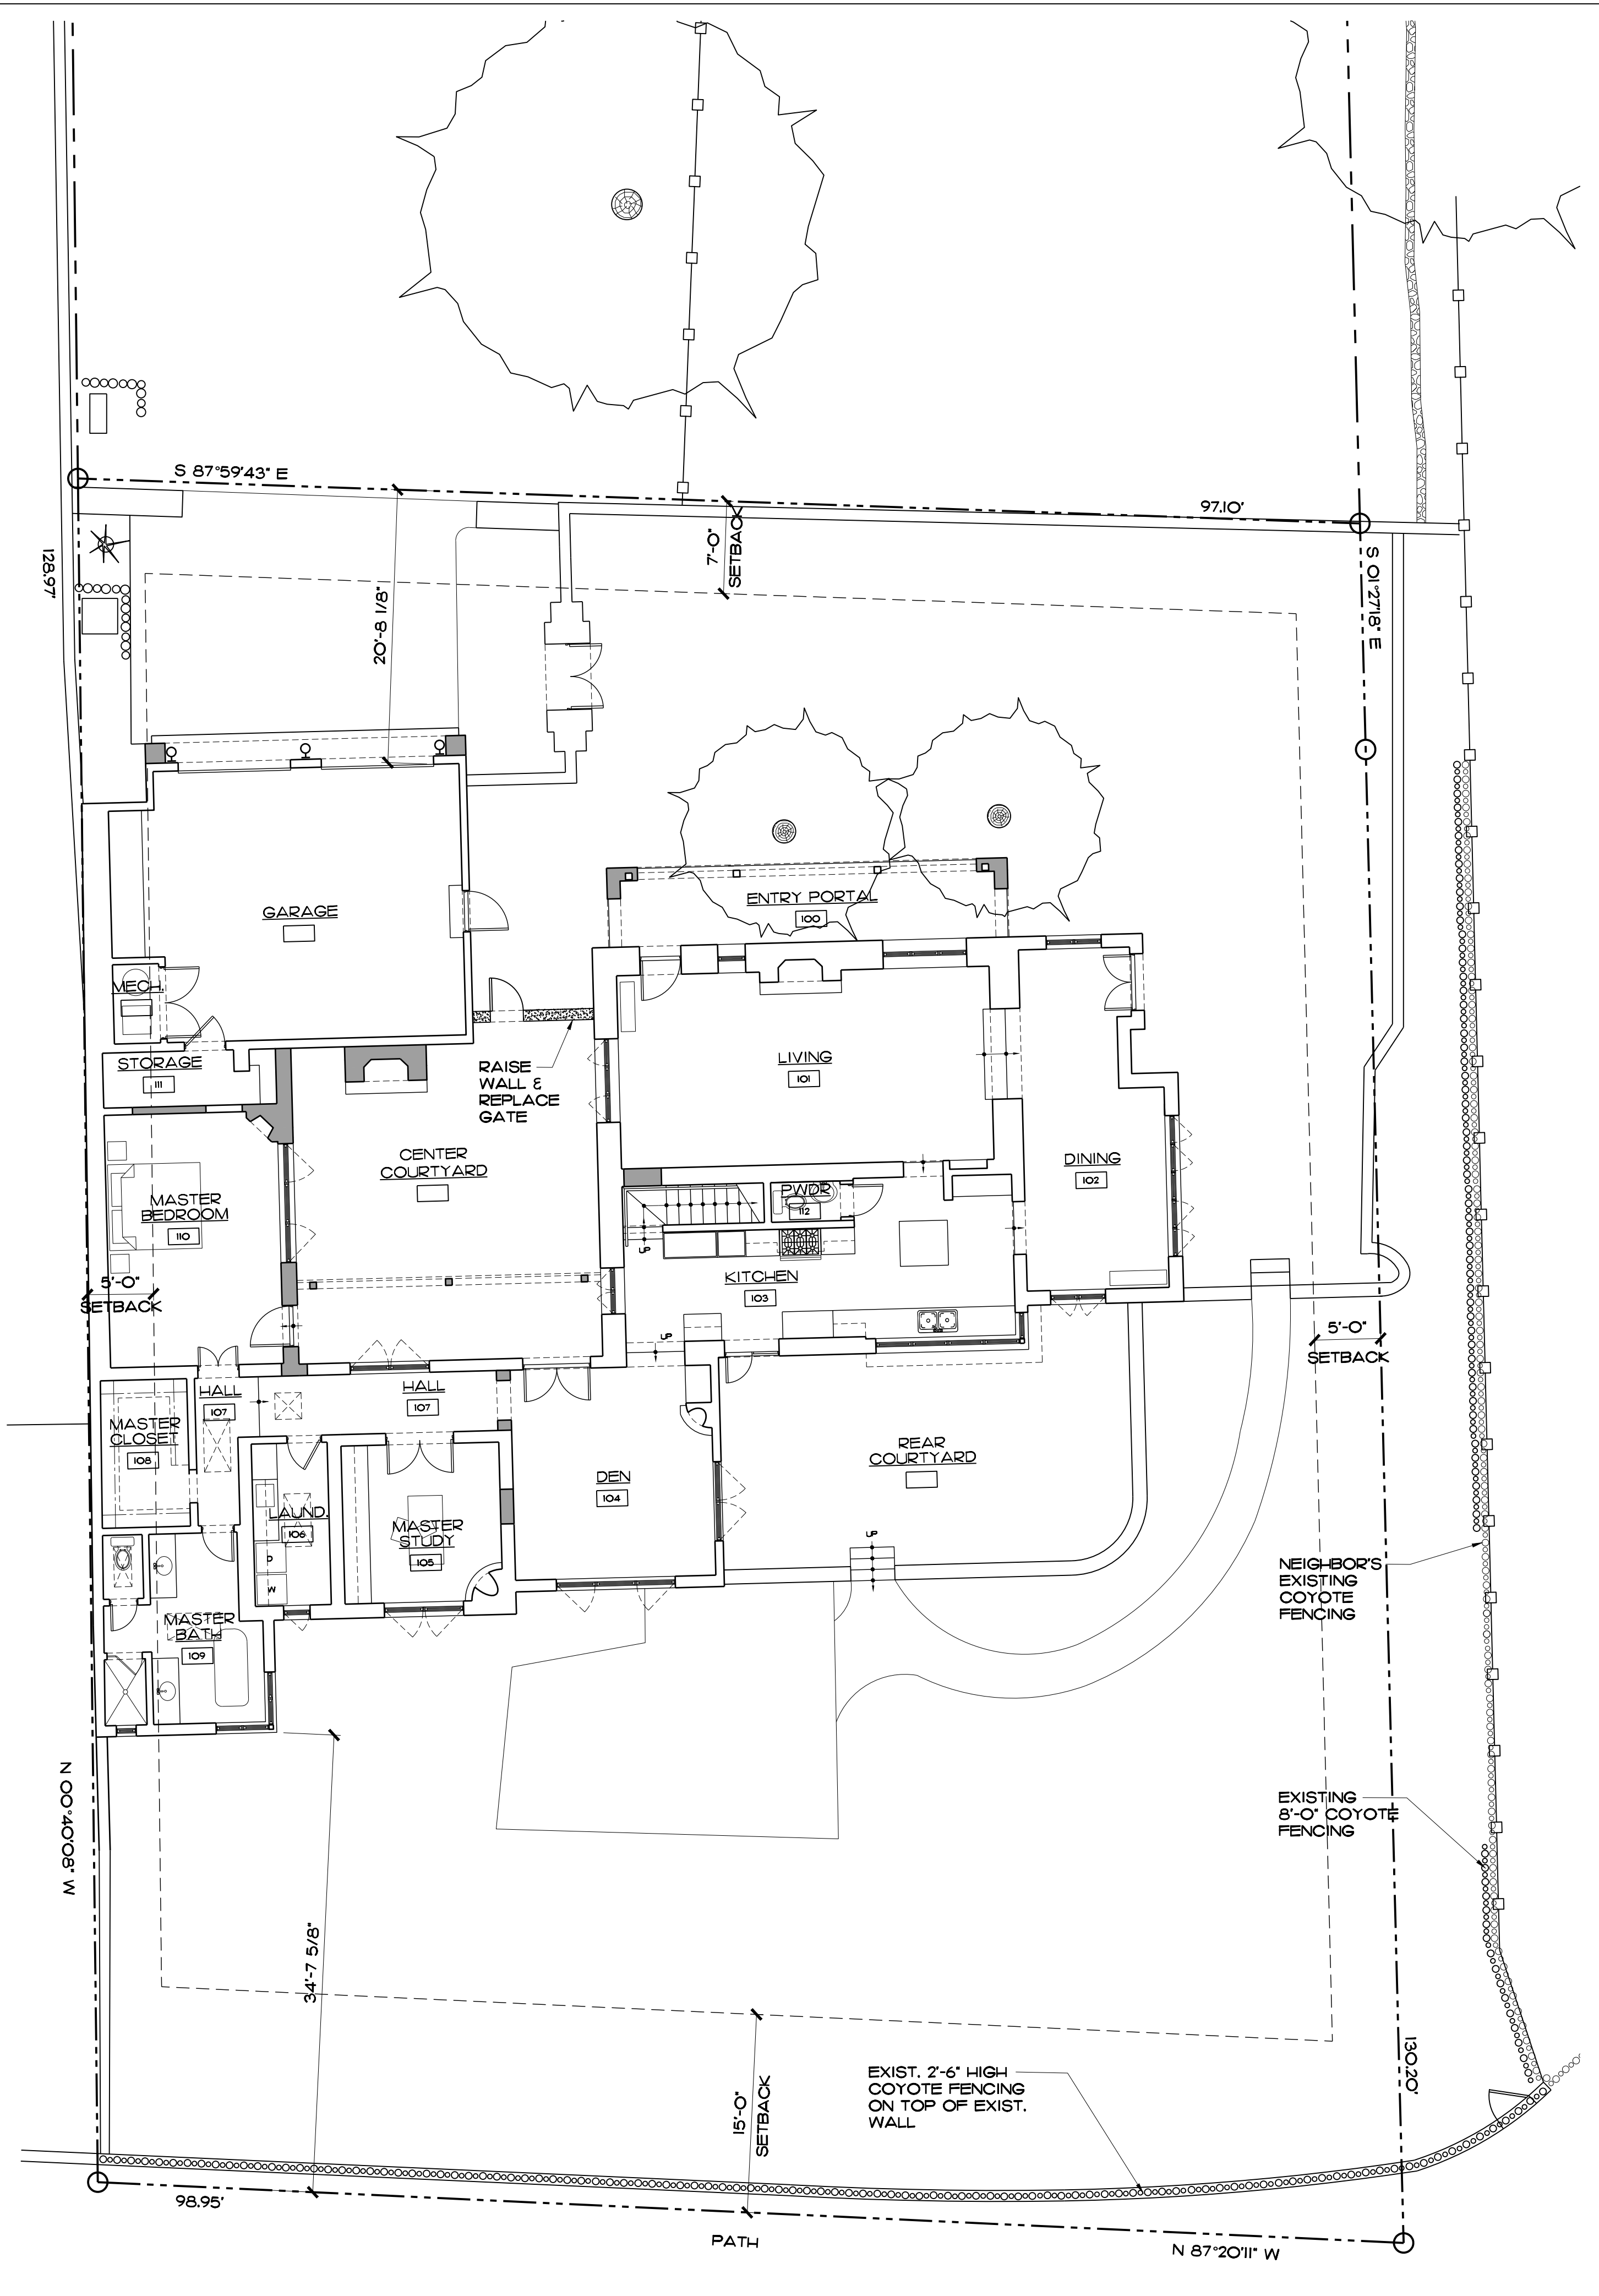 S 87°59'43" E
97.10'
7'-0"
SETBACK
128.97'
20'-8 1/8"
S 01°27'18" E
ENTRY PORTAL
100
GARAGE
MECH.
STORAGE
111
RAISE
WALL &
REPLACE
GATE
LIVING
101
CENTER
COURTYARD
DINING
102
MASTER
BEDROOM
110
PWDR
112
UP
KITCHEN
103
5'-0"
SETBACK
UP
5'-0"
SETBACK
HALL
107
HALL
107
MASTER
CLOSET
108
REAR
COURTYARD
DEN
104
LAUND.
106
MASTER
STUDY
105
D
W
UP
NEIGHBOR'S
EXISTING
COYOTE
FENCING
MASTER
BATH
109
N 00°40'08" W
EXISTING
8'-0" COYOTE
FENCING
34'-7 5/8"
15'-0"
SETBACK
EXIST. 2'-6" HIGH
COYOTE FENCING
ON TOP OF EXIST.
WALL
130.20'
98.95'
PATH
N 87°20'11" W